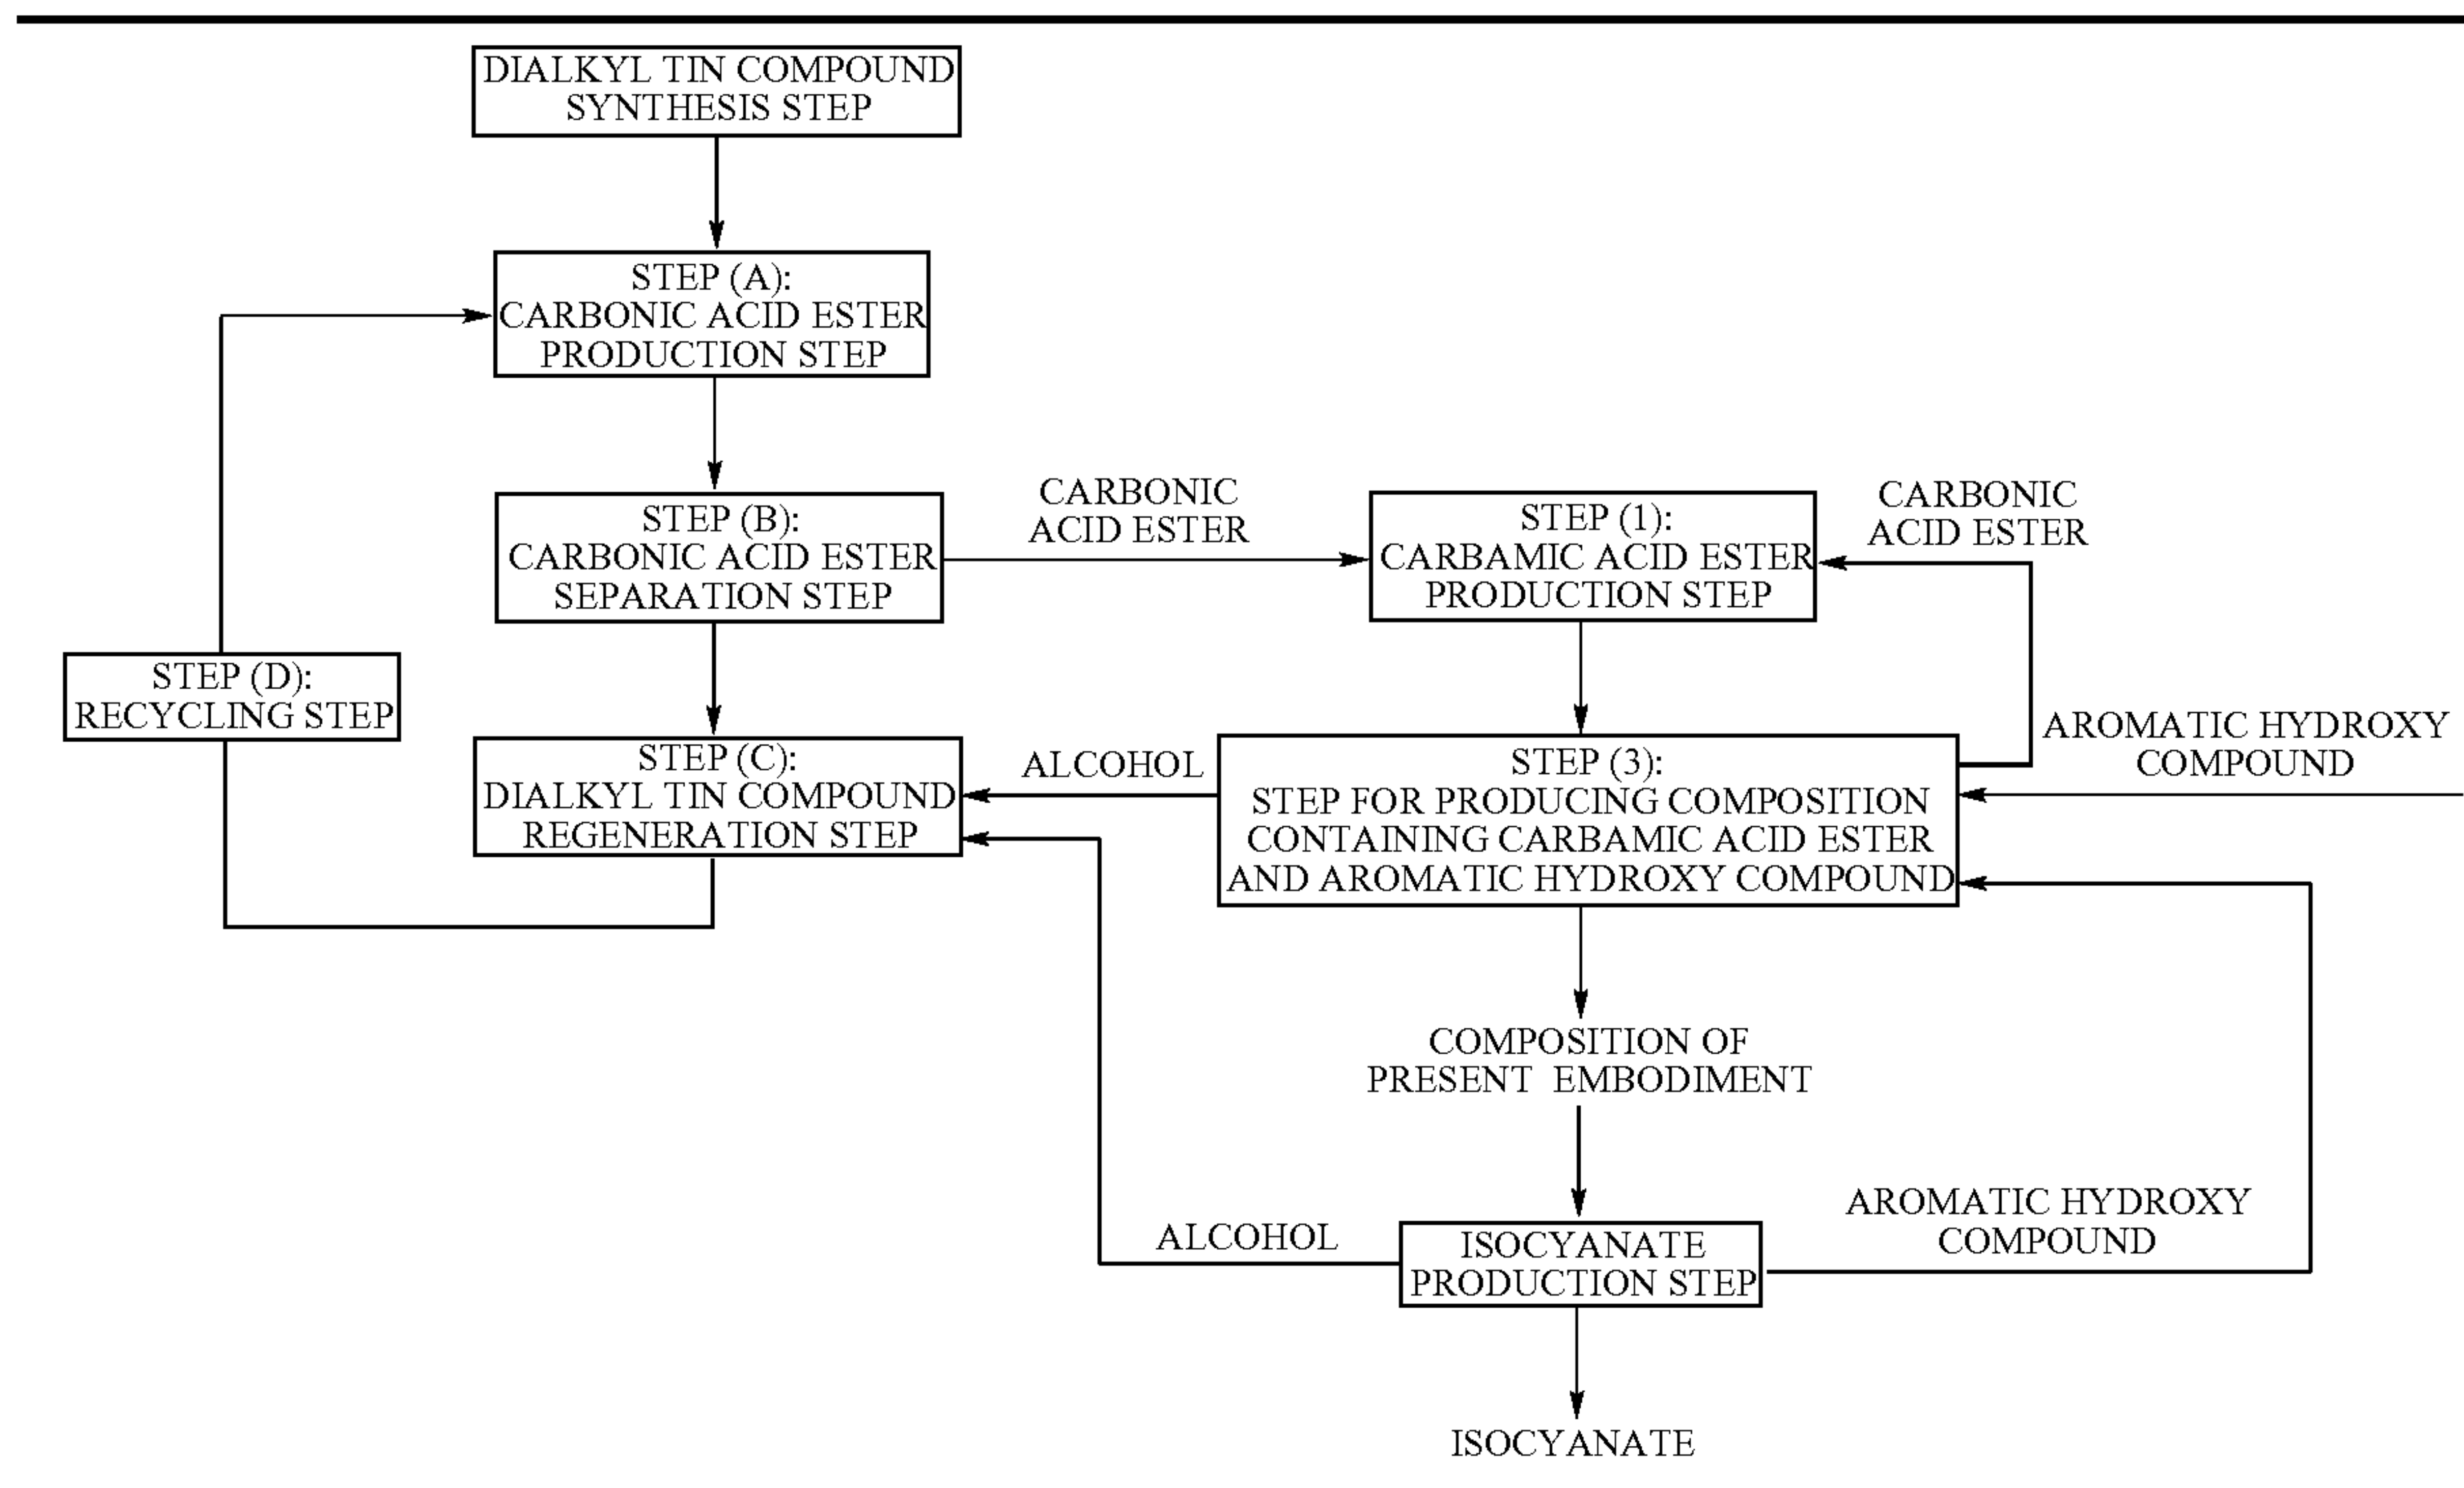 DIALKYL TIN COMPOUND
SYNTHESIS STEP
STEP (A):
CARBONIC ACID ESTER
PRODUCTION STEP
STEP (B):
CARBONIC ACID ESTER
SEPARATION STEP
CARBONIC
ACID ESTER
STEP (1):
CARBAMIC ACID ESTER
PRODUCTION STEP
CARBONIC
ACID ESTER
STEP (D):
RECYCLING STEP
STEP (C):
DIALKYL TIN COMPOUND
REGENERATION STEP
ALCOHOL
STEP (3):
STEP FOR PRODUCING COMPOSITION
CONTAINING CARBAMIC ACID ESTER
AND AROMATIC HYDROXY COMPOUND
AROMATIC HYDROXY
COMPOUND
COMPOSITION OF
PRESENT EMBODIMENT
ALCOHOL
ISOCYANATE
PRODUCTION STEP
AROMATIC HYDROXY
COMPOUND
ISOCYANATE